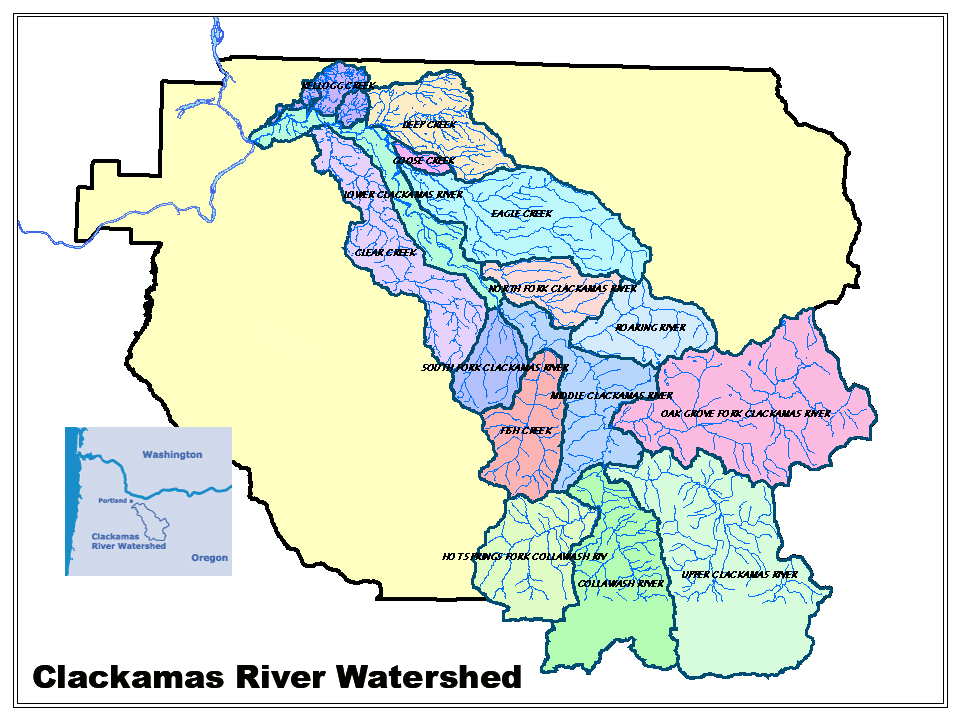 KELLOGG CREEK
DEEP CREEK
GOOSE CREEK
LOWER CLACKAMAS RIVER
EAGLE CREEK
CLEAR CREEK
NORTH FORK CLACKAMAS RIVER
ROARING RIVER
SOUTH FORK CLACKAMAS RIVER
MIDDLE CLACKAMAS RIVER
OAK GROVE FORK CLACKAMAS RIVER
FISH CREEK
HOT SPRINGS FORK COLLAWASH RIV
COLLAWASH RIVER
UPPER CLACKAMAS RIVER
Washington
Portland
Clackamas
River Watershed
Oregon
Clackamas River Watershed